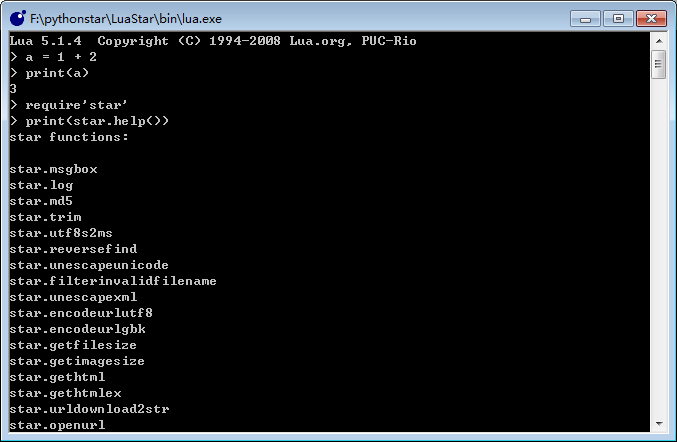 F:\pythonstar\LuaStar\bin\lua.exe
Lua 5.1.4  Copyright (C) 1994-2008 Lua.org, PUC-Rio
> a = 1 + 2
> print(a)
3
> require'star'
> print(star.help())
star functions:
star.msgbox
star.log
star.md5
star.trim
star.utf8s2ms
star.reversefind
star.unescapeunicode
star.filterinvalidfilename
star.unescapexml
star.encodeurlutf8
star.encodeurlgbk
star.getfilesize
star.getimagesize
star.gethtml
star.gethtmlex
star.urldownload2str
star.openurl